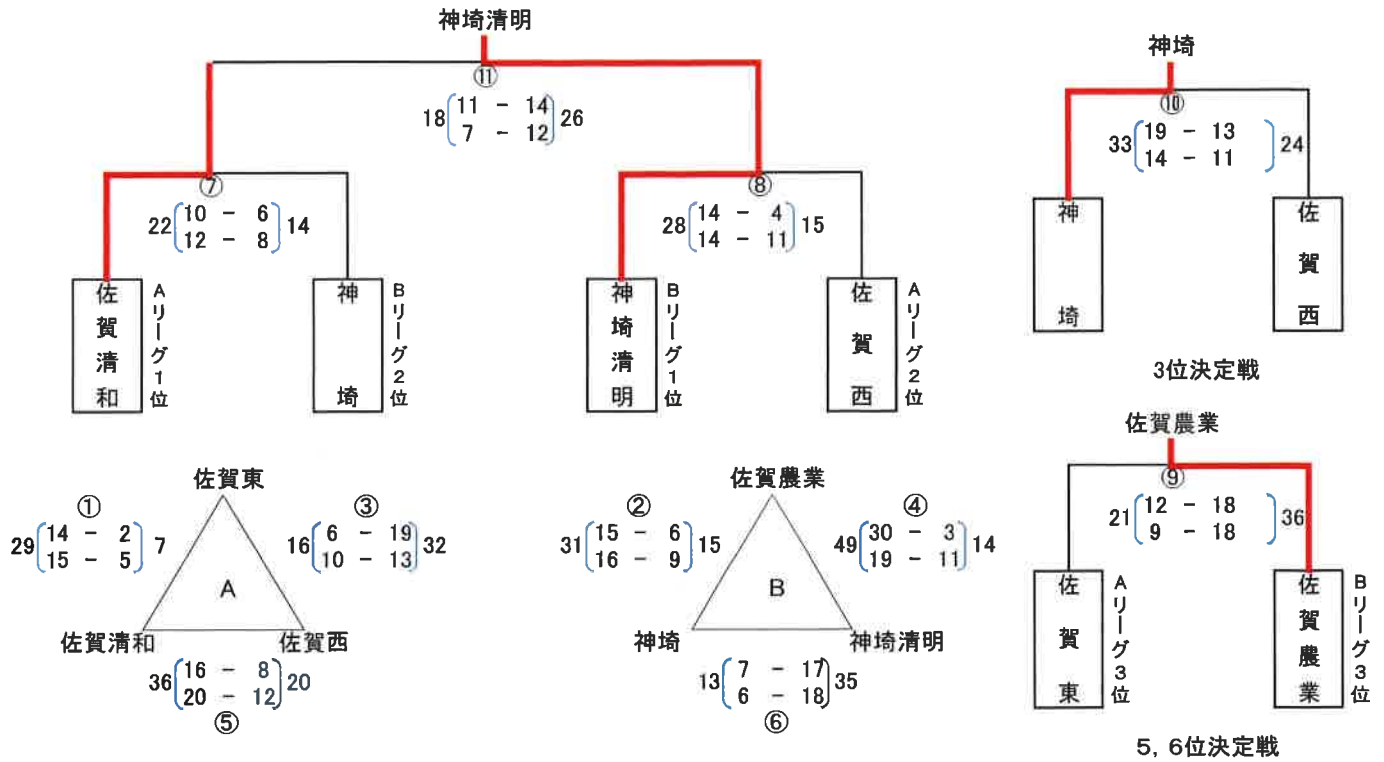 神埼清明
⑪
18 11 - 14 26
7 - 12
⑦
22 10 - 6 14
12 - 8
⑧
28 14 - 4 15
14 - 11
佐賀清和
Aリーグ1位
神埼
Bリーグ2位
神埼清明
Bリーグ1位
佐賀西
Aリーグ2位
神埼
⑩
33 19 - 13 24
14 - 11
神埼
佐賀西
3位決定戦
佐賀東
①
29 14 - 2 7
15 - 5
③
16 6 - 19 32
10 - 13
A
佐賀清和
佐賀西
36 16 - 8 20
20 - 12
⑤
佐賀農業
②
31 15 - 6 15
16 - 9
④
49 30 - 3 14
19 - 11
B
神埼
神埼清明
13 7 - 17 35
6 - 18
⑥
佐賀農業
⑨
21 12 - 18 36
9 - 18
佐賀東
Aリーグ3位
佐賀農業
Bリーグ3位
5,6位決定戦